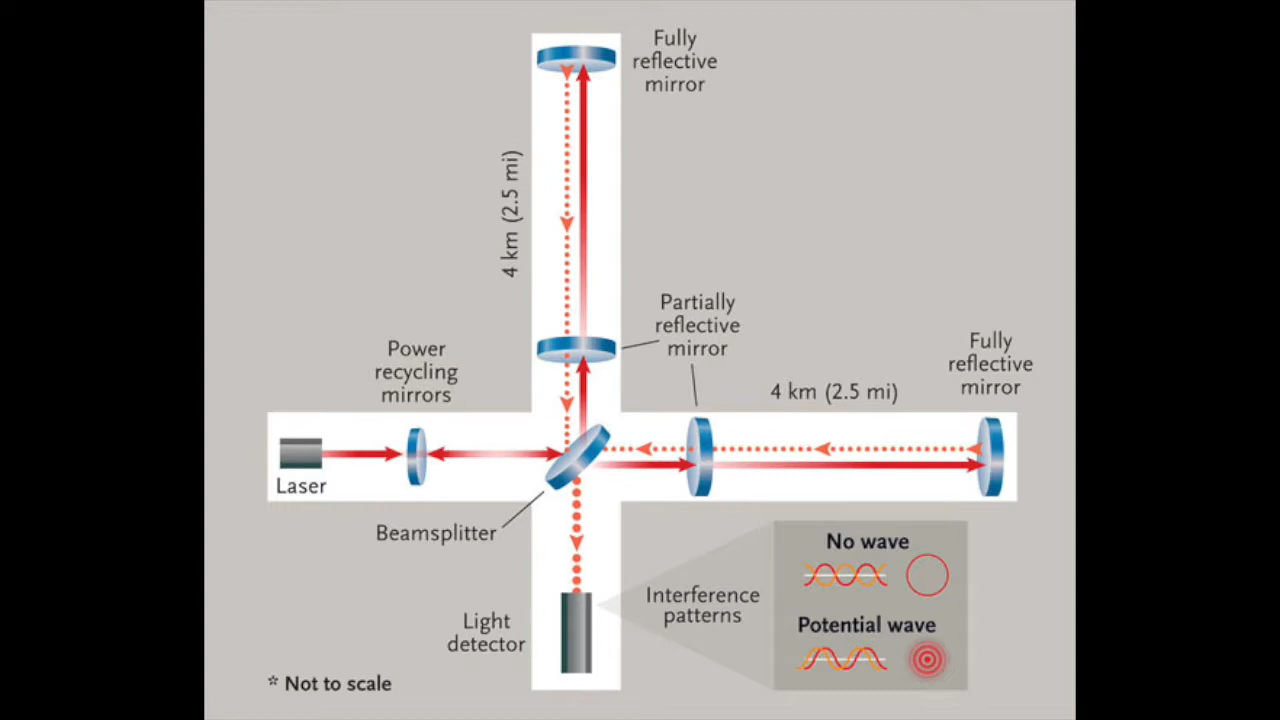 Fully
reflective
mirror
4 km (2.5 mi)
Partially
reflective
mirror
Power
recycling
mirrors
Fully
reflective
mirror
4 km (2.5 mi)
Laser
Beamsplitter
No wave
Interference
patterns
Light
detector
Potential wave
* Not to scale